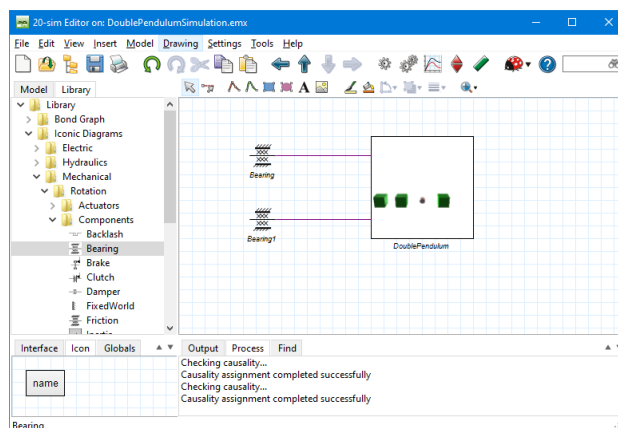 20-sim Editor on: DoublePendulumSimulation.emx
File Edit View Insert Model Drawing Settings Tools Help
Model Library
Library
Bond Graph
Iconic Diagrams
Electric
Hydraulics
Mechanical
Rotation
Actuators
Components
Backlash
Bearing
Brake
Clutch
Damper
FixedWorld
Friction
Inertia
Bearing
Bearing1
DoublePendulum
Interface Icon Globals
name
Output Process Find
Checking causality...
Causality assignment completed successfully
Checking causality...
Causality assignment completed successfully
Bearing